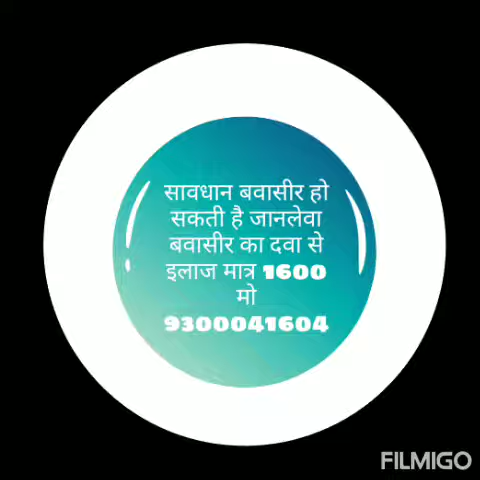 सावधान बवासीर हो
सकती है जानलेवा
बवासीर का दवा से
इलाज मात्र 1600
मो
9300041604
FILMIGO